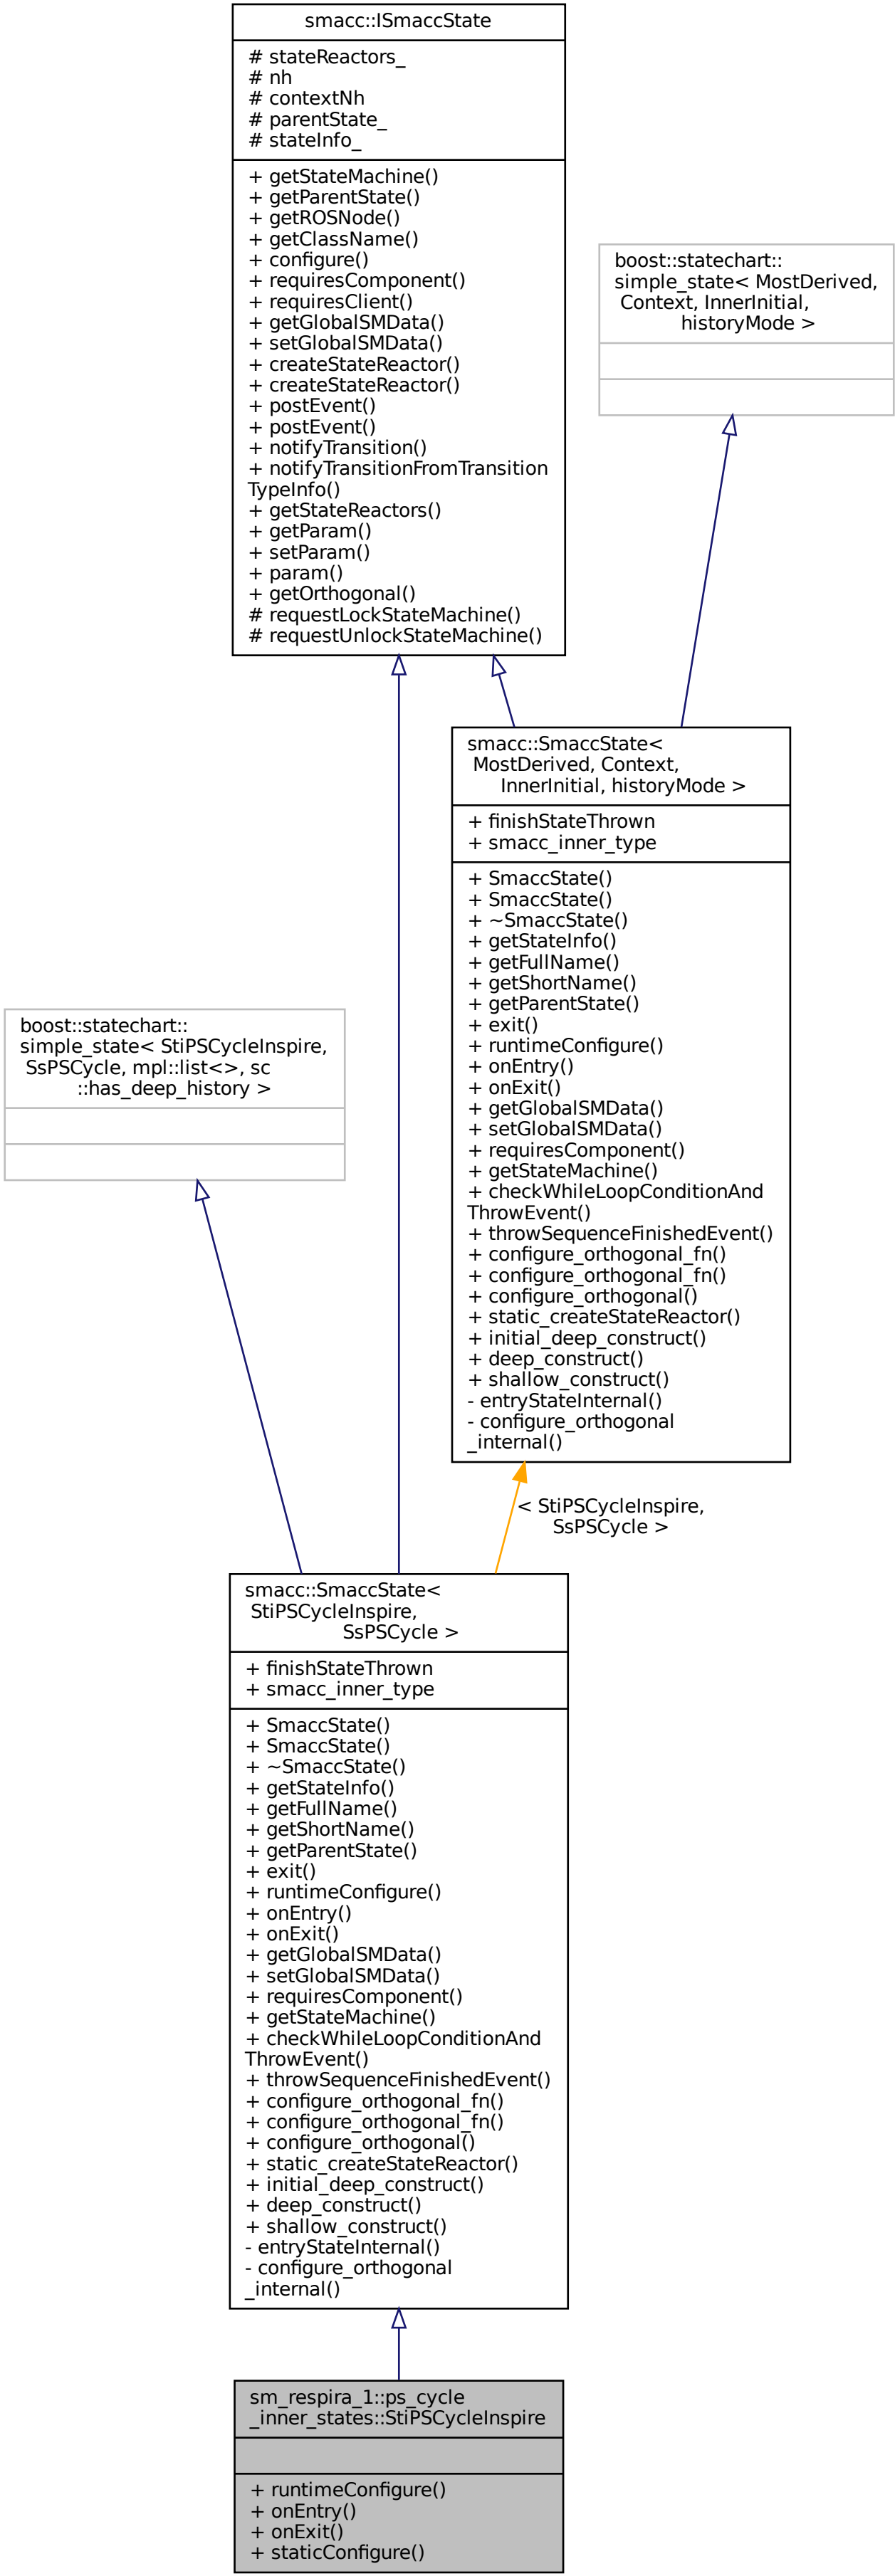 smacc::ISmaccState
# stateReactors_
# nh
# contextNh
# parentState_
# stateInfo_
+ getStateMachine()
+ getParentState()
+ getROSNode()
+ getClassName()
+ configure()
+ requiresComponent()
+ requiresClient()
+ getGlobalSMData()
+ setGlobalSMData()
+ createStateReactor()
+ createStateReactor()
+ postEvent()
+ postEvent()
+ notifyTransition()
+ notifyTransitionFromTransition
TypeInfo()
+ getStateReactors()
+ getParam()
+ setParam()
+ param()
+ getOrthogonal()
# requestLockStateMachine()
# requestUnlockStateMachine()
boost::statechart::
simple_state< MostDerived,
Context, InnerInitial,
historyMode >
smacc::SmaccState<
MostDerived, Context,
InnerInitial, historyMode >
+ finishStateThrown
+ smacc_inner_type
+ SmaccState()
+ SmaccState()
+ ~SmaccState()
+ getStateInfo()
+ getFullName()
+ getShortName()
+ getParentState()
+ exit()
+ runtimeConfigure()
+ onEntry()
+ onExit()
+ getGlobalSMData()
+ setGlobalSMData()
+ requiresComponent()
+ getStateMachine()
+ checkWhileLoopConditionAnd
ThrowEvent()
+ throwSequenceFinishedEvent()
+ configure_orthogonal_fn()
+ configure_orthogonal_fn()
+ configure_orthogonal()
+ static_createStateReactor()
+ initial_deep_construct()
+ deep_construct()
+ shallow_construct()
- entryStateInternal()
- configure_orthogonal
_internal()
boost::statechart::
simple_state< StiPSCycleInspire,
SsPSCycle, mpl::list<>, sc
::has_deep_history >
< StiPSCycleInspire,
SsPSCycle >
smacc::SmaccState<
StiPSCycleInspire,
SsPSCycle >
+ finishStateThrown
+ smacc_inner_type
+ SmaccState()
+ SmaccState()
+ ~SmaccState()
+ getStateInfo()
+ getFullName()
+ getShortName()
+ getParentState()
+ exit()
+ runtimeConfigure()
+ onEntry()
+ onExit()
+ getGlobalSMData()
+ setGlobalSMData()
+ requiresComponent()
+ getStateMachine()
+ checkWhileLoopConditionAnd
ThrowEvent()
+ throwSequenceFinishedEvent()
+ configure_orthogonal_fn()
+ configure_orthogonal_fn()
+ configure_orthogonal()
+ static_createStateReactor()
+ initial_deep_construct()
+ deep_construct()
+ shallow_construct()
- entryStateInternal()
- configure_orthogonal
_internal()
sm_respira_1::ps_cycle
_inner_states::StiPSCycleInspire
+ runtimeConfigure()
+ onEntry()
+ onExit()
+ staticConfigure()